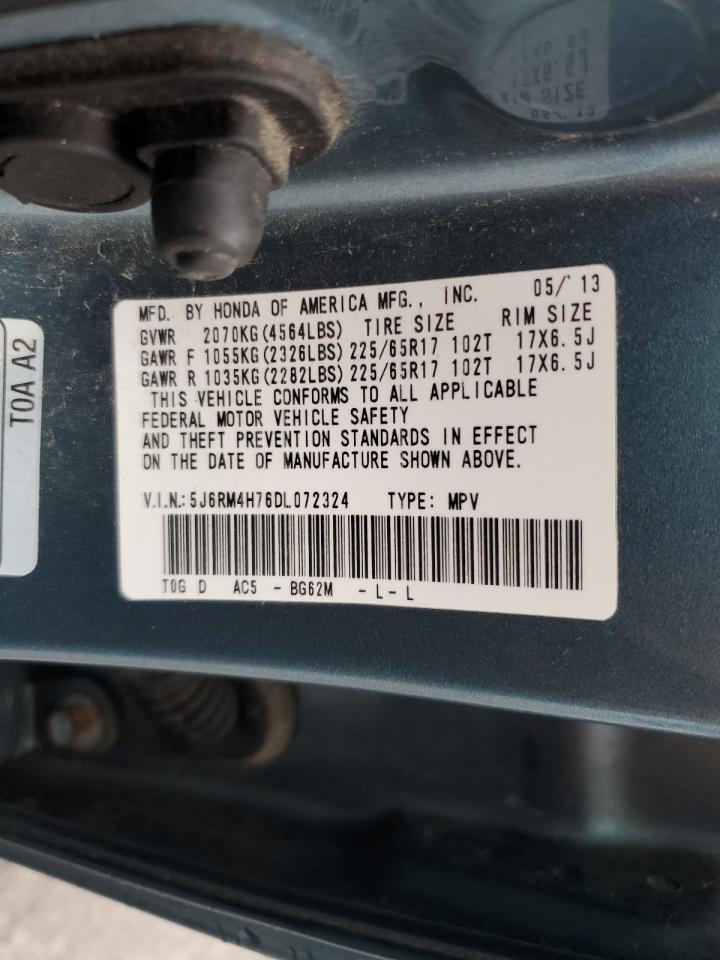 MFD. BY HONDA OF AMERICA MFG., INC. 05/'13
GVWR 2070KG(4564LBS) TIRE SIZE RIM SIZE
GAWR F 1055KG(2326LBS) 225/65R17 102T 17X6.5J
GAWR R 1035KG(2282LBS) 225/65R17 102T 17X6.5J
THIS VEHICLE CONFORMS TO ALL APPLICABLE
FEDERAL MOTOR VEHICLE SAFETY
AND THEFT PREVENTION STANDARDS IN EFFECT
ON THE DATE OF MANUFACTURE SHOWN ABOVE.
V.I.N.: 5J6RM4H76DL072324 TYPE: MPV
T0G D AC5 - BG62M - L - L
T0A A2